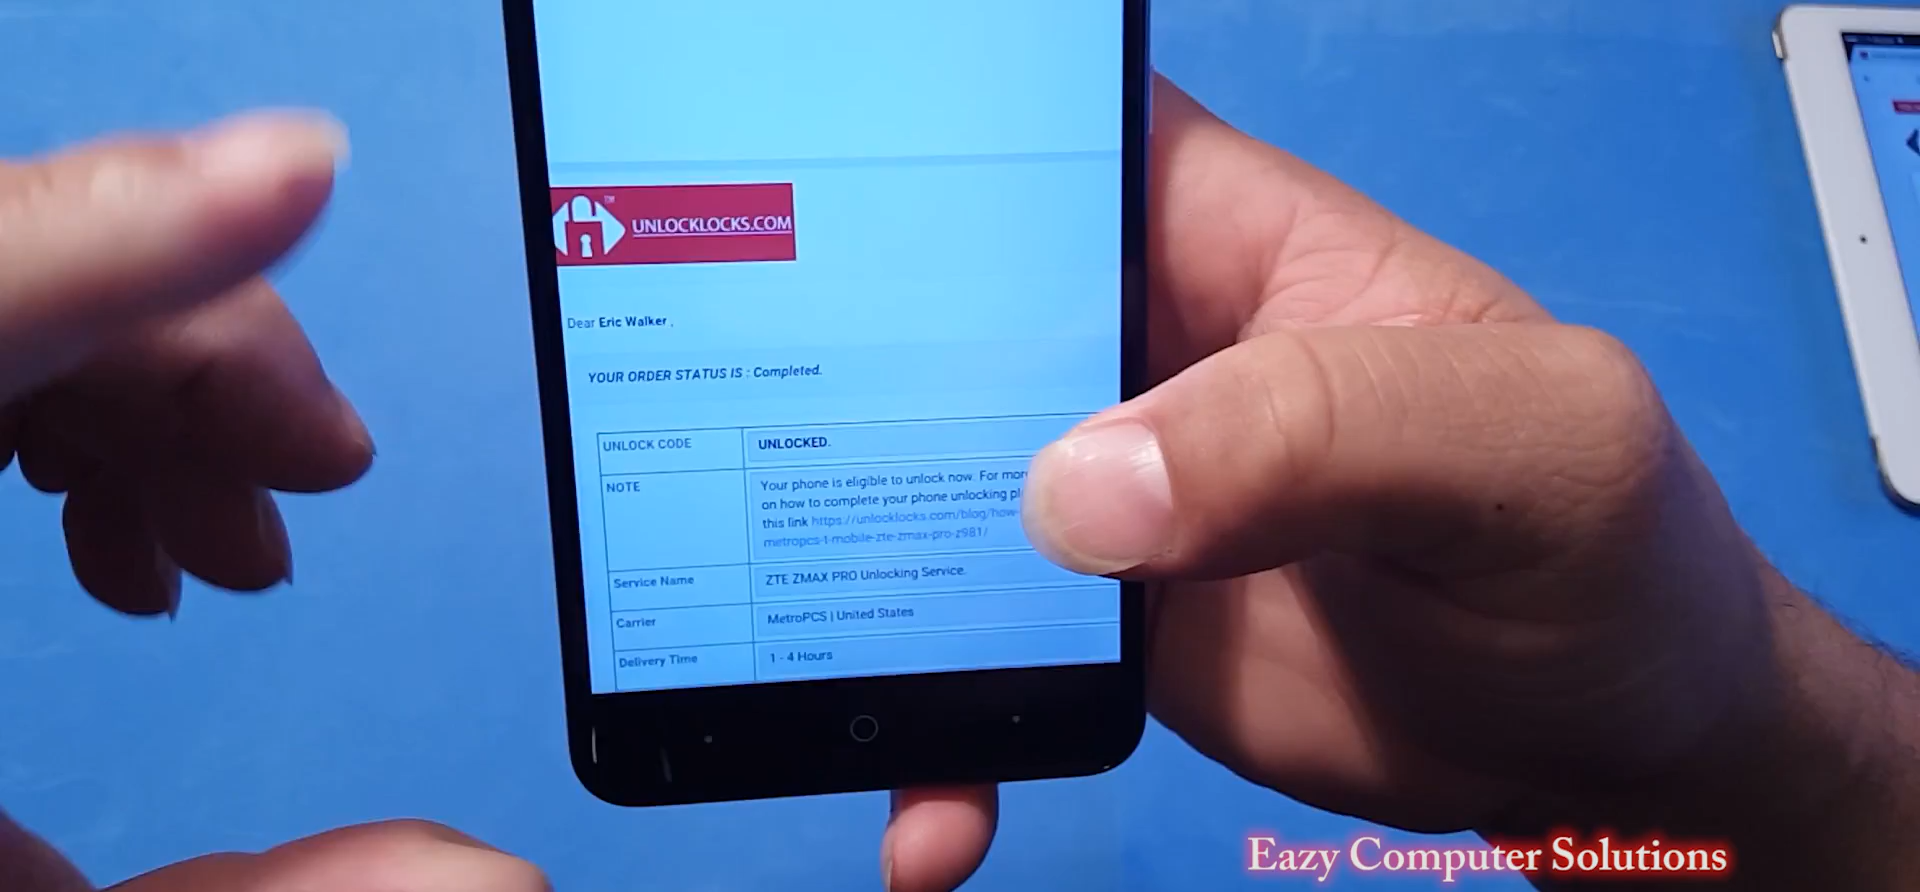 TM
UNLOCKLOCKS.COM
Dear Eric Walker ,
YOUR ORDER STATUS IS : Completed.
UNLOCK CODE UNLOCKED.
NOTE Your phone is eligible to unlock now. For
on how to complete your phone unlocking
this link https://unlocklocks.com/blog/how-
metropcs-t-mobile-zte-zmax-pro-z981/
Service Name ZTE ZMAX PRO Unlocking Service.
Carrier MetroPCS | United States
Delivery Time 1 - 4 Hours
Eazy Computer Solutions